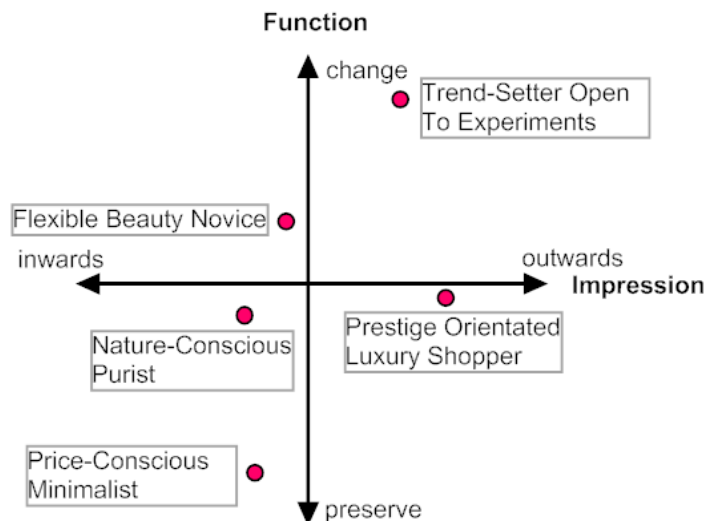 Function
change
Trend-Setter Open
To Experiments
Flexible Beauty Novice
inwards
outwards
Impression
Nature-Conscious
Purist
Prestige Orientated
Luxury Shopper
Price-Conscious
Minimalist
preserve